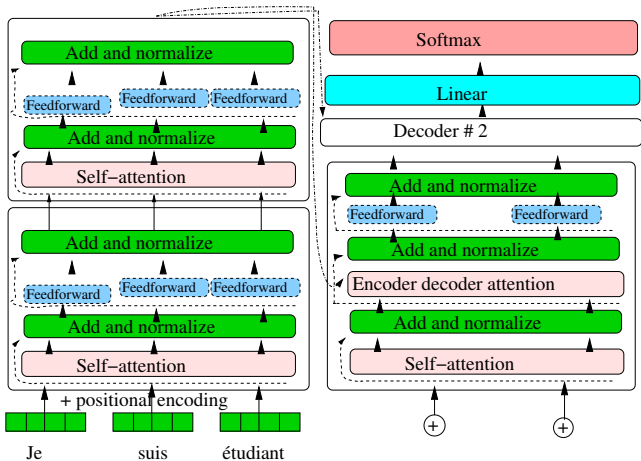 Add and normalize
Feedforward Feedforward Feedforward
Add and normalize
Self-attention
Add and normalize
Feedforward Feedforward Feedforward
Add and normalize
Self-attention
+ positional encoding
Je suis étudiant
Softmax
Linear
Decoder # 2
Add and normalize
Feedforward Feedforward
Add and normalize
Encoder decoder attention
Add and normalize
Self-attention
+ +